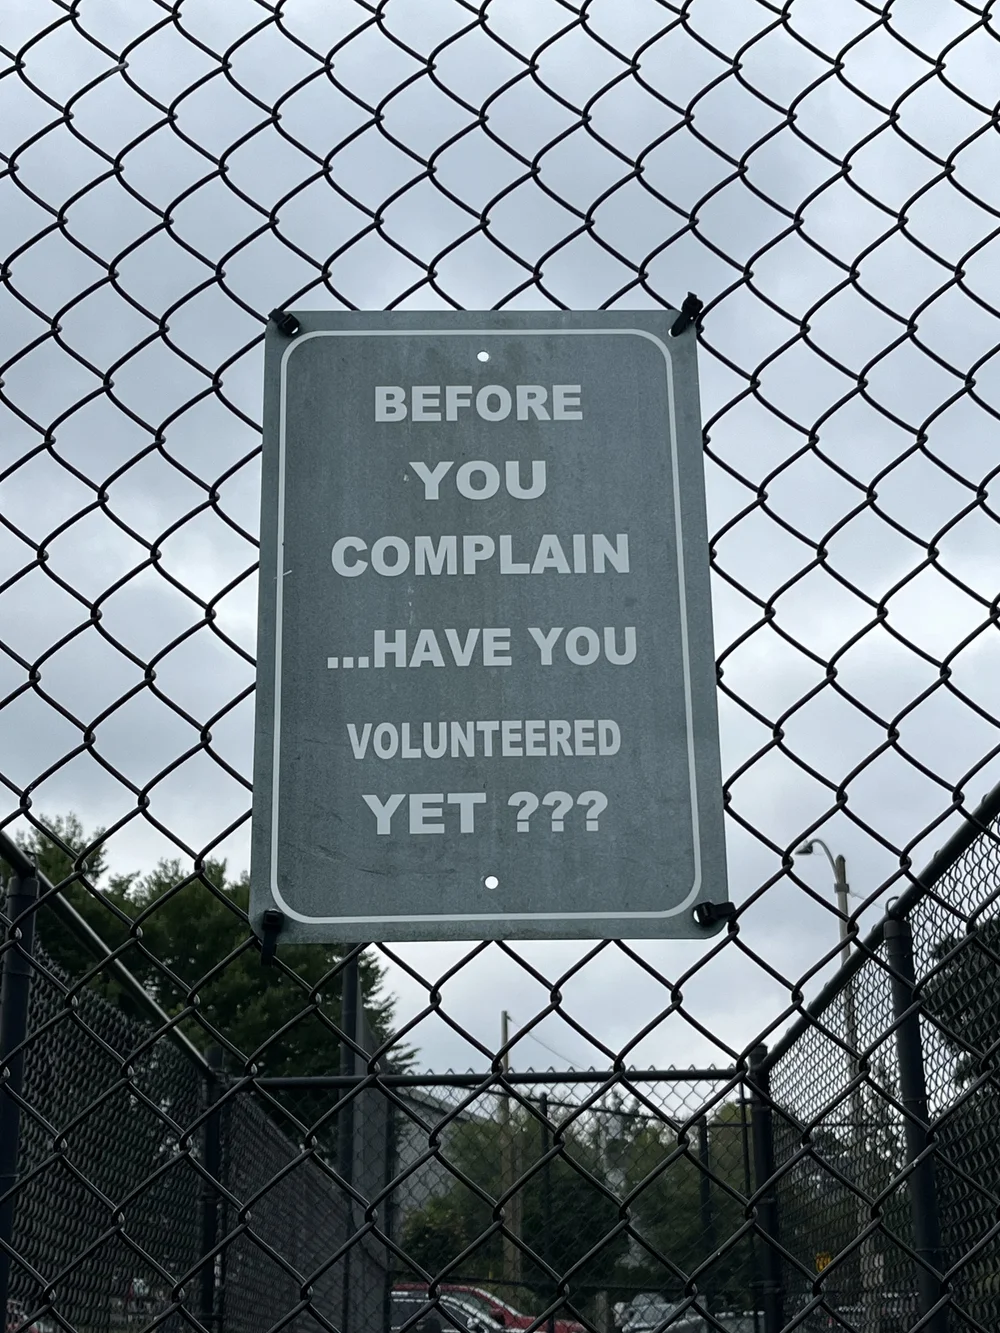 BEFORE
YOU
COMPLAIN
...HAVE YOU
VOLUNTEERED
YET ???